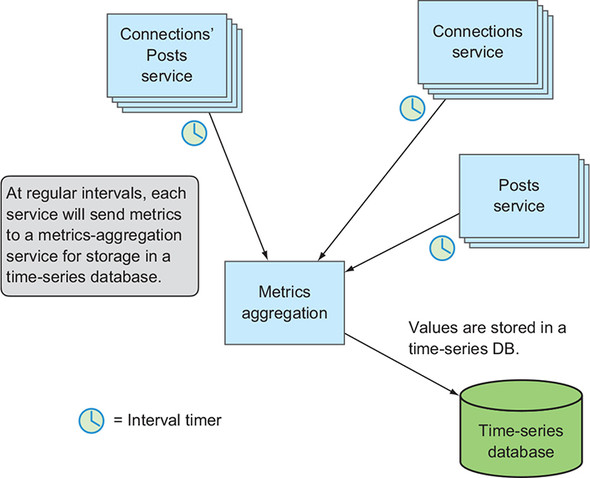 Connections’
Posts
service
Connections
service
At regular intervals, each
service will send metrics
to a metrics-aggregation
service for storage in a
time-series database.
Posts
service
Metrics
aggregation
Values are stored in a
time-series DB.
= Interval timer
Time-series
database